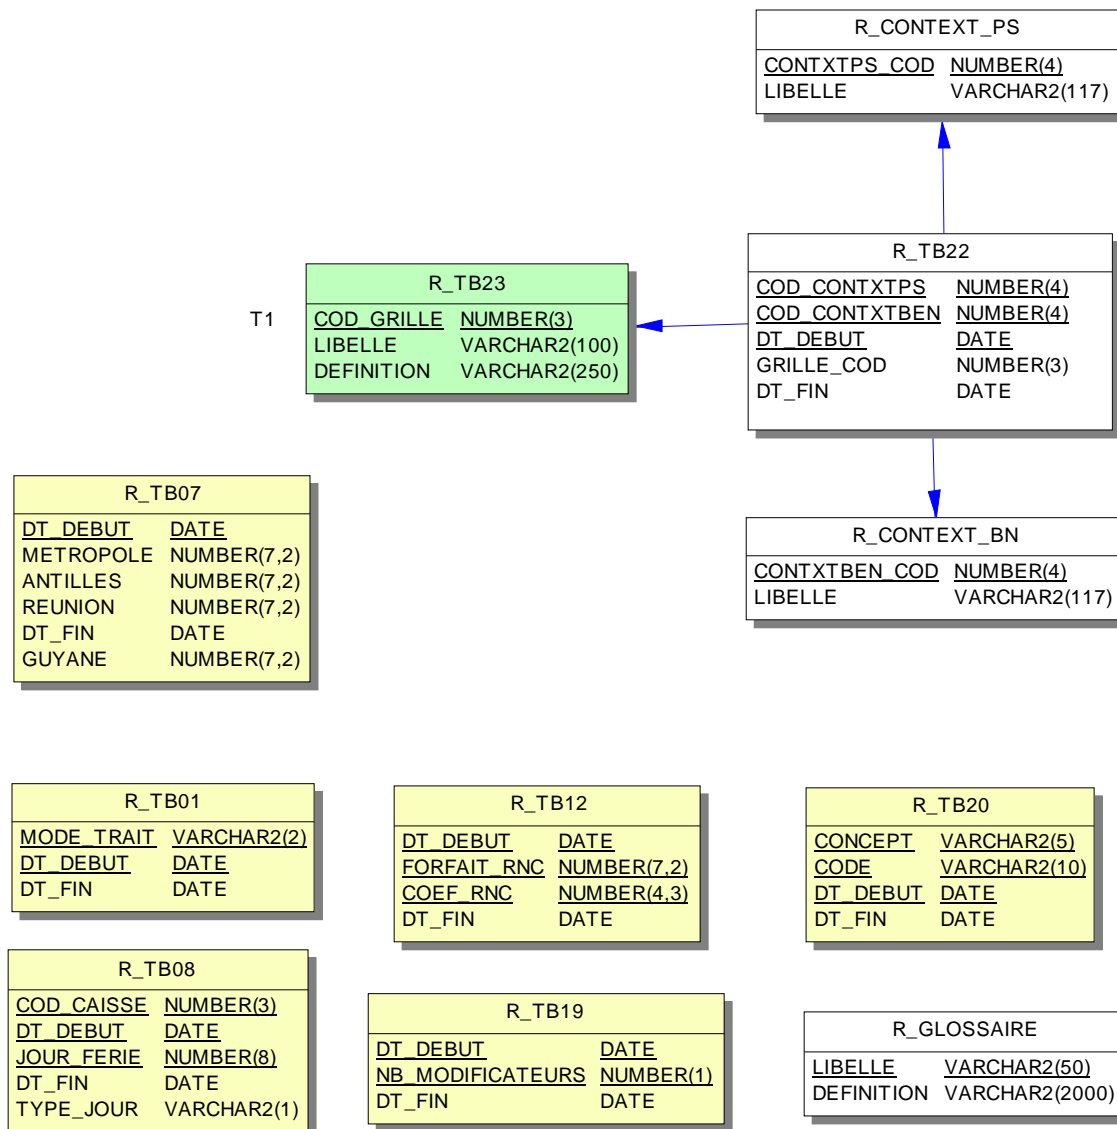 R_CONTEXT_PS
CONTXTPS_COD NUMBER(4)
LIBELLE VARCHAR2(117)
R_TB22
COD_CONTXTPS NUMBER(4)
COD_CONTXTBEN NUMBER(4)
DT_DEBUT DATE
GRILLE_COD NUMBER(3)
DT_FIN DATE
T1
R_TB23
COD_GRILLE NUMBER(3)
LIBELLE VARCHAR2(100)
DEFINITION VARCHAR2(250)
R_TB07
DT_DEBUT DATE
METROPOLE NUMBER(7,2)
ANTILLES NUMBER(7,2)
REUNION NUMBER(7,2)
DT_FIN DATE
GUYANE NUMBER(7,2)
R_CONTEXT_BN
CONTXTBEN_COD NUMBER(4)
LIBELLE VARCHAR2(117)
R_TB01
MODE_TRAIT VARCHAR2(2)
DT_DEBUT DATE
DT_FIN DATE
R_TB12
DT_DEBUT DATE
FORFAIT_RNC NUMBER(7,2)
COEF_RNC NUMBER(4,3)
DT_FIN DATE
R_TB20
CONCEPT VARCHAR2(5)
CODE VARCHAR2(10)
DT_DEBUT DATE
DT_FIN DATE
R_TB08
COD_CAISSE NUMBER(3)
DT_DEBUT DATE
JOUR_FERIE NUMBER(8)
DT_FIN DATE
TYPE_JOUR VARCHAR2(1)
R_TB19
DT_DEBUT DATE
NB_MODIFICATEURS NUMBER(1)
DT_FIN DATE
R_GLOSSAIRE
LIBELLE VARCHAR2(50)
DEFINITION VARCHAR2(2000)